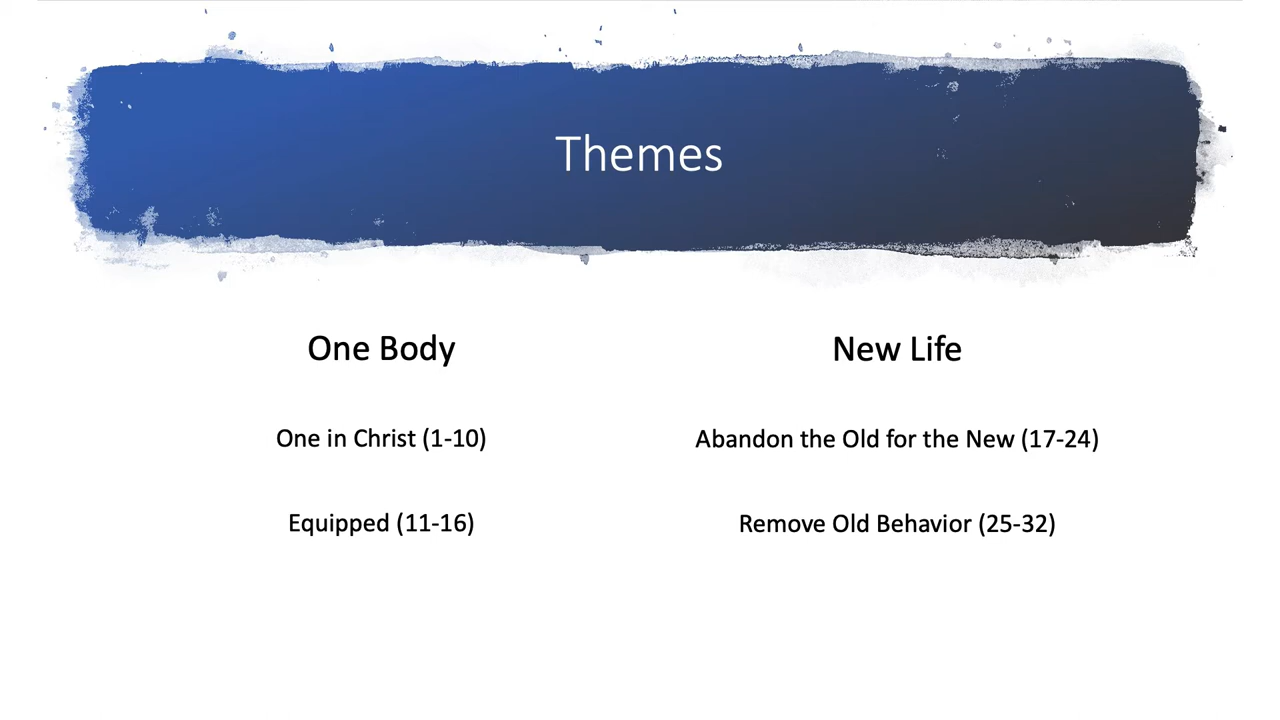 Themes
One Body
One in Christ (1-10)
Equipped (11-16)
New Life
Abandon the Old for the New (17-24)
Remove Old Behavior (25-32)